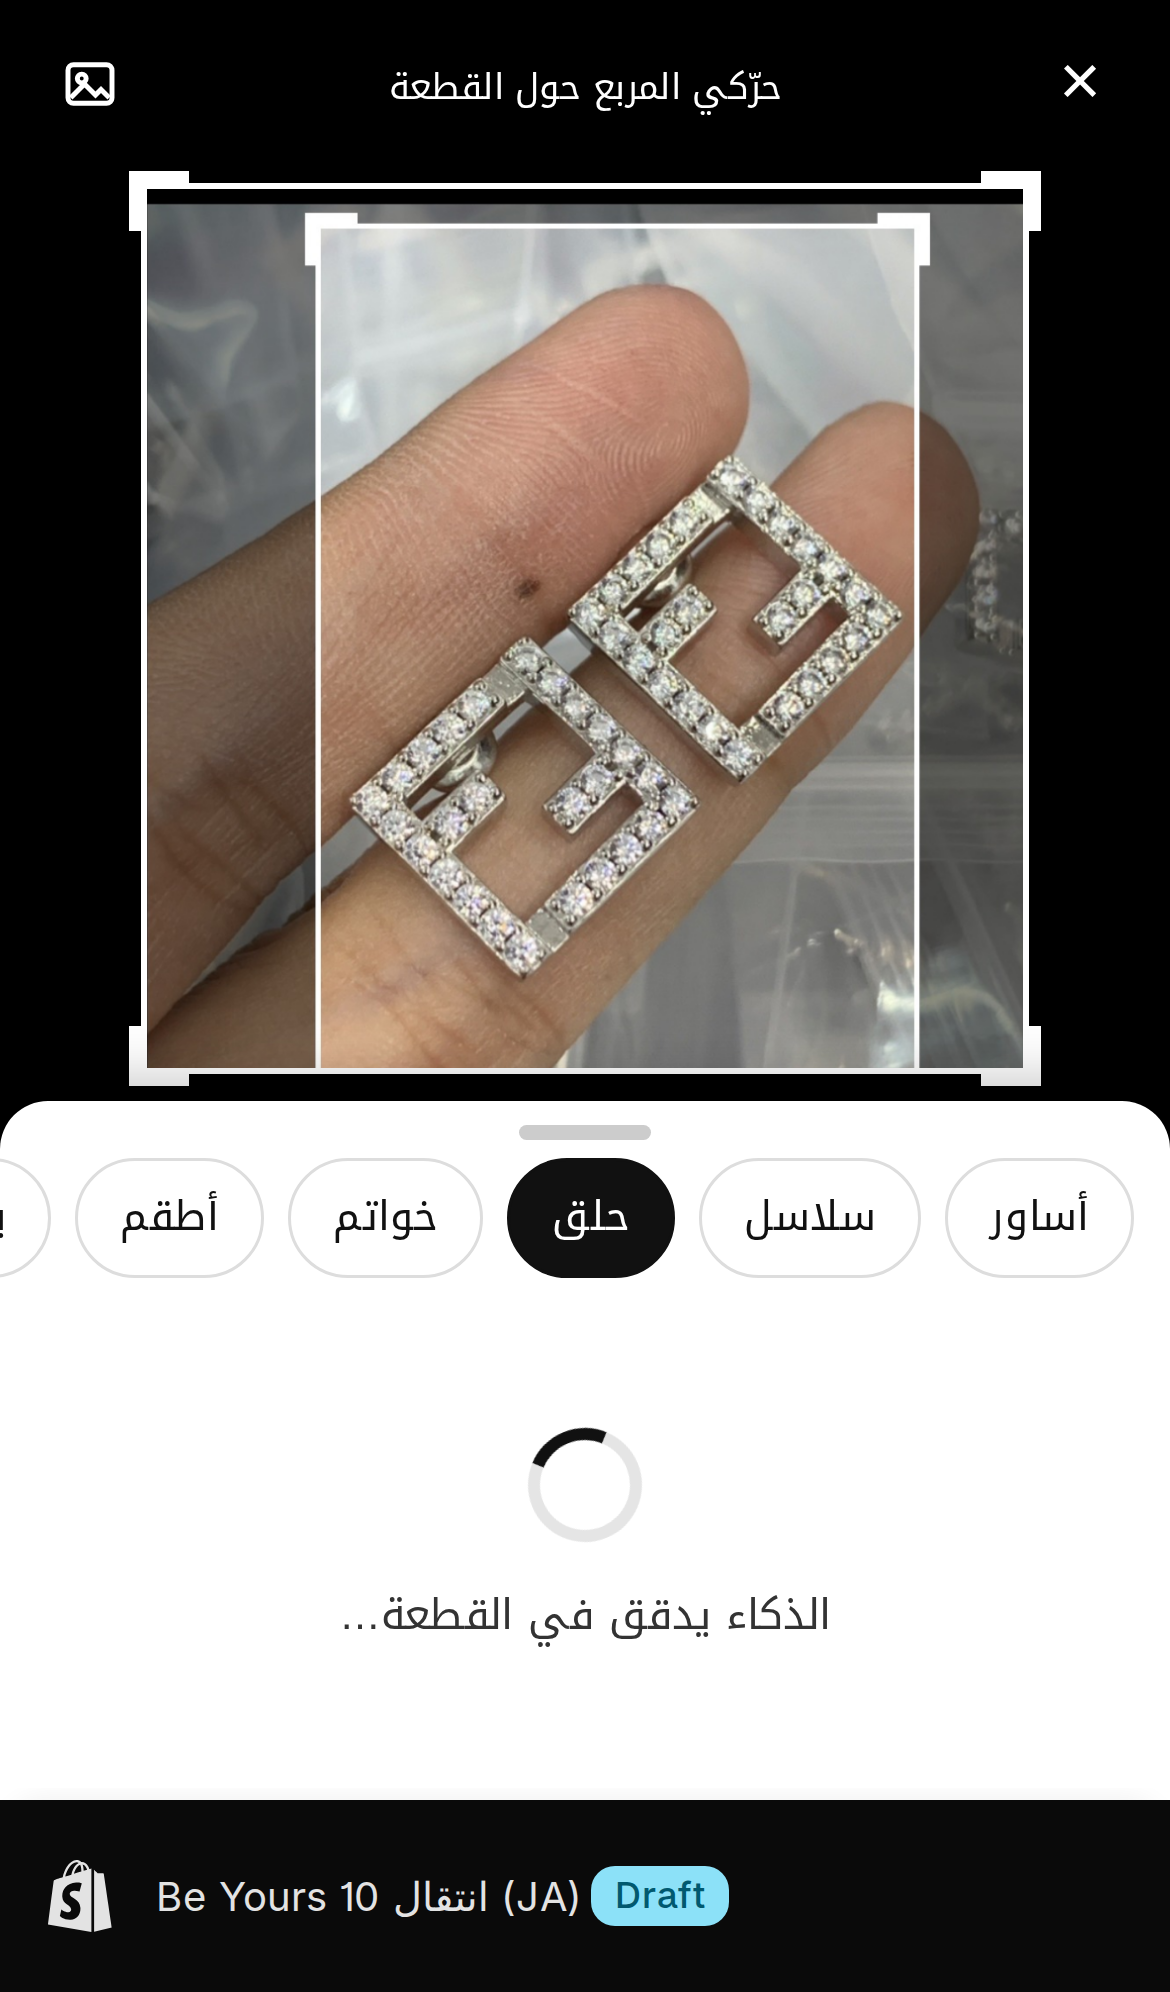 حرّكي المربع حول القطعة
أساور
سلاسل
حلق
خواتم
أطقم
الذكاء يدقق في القطعة...
Be Yours 10 انتقال (JA) Draft